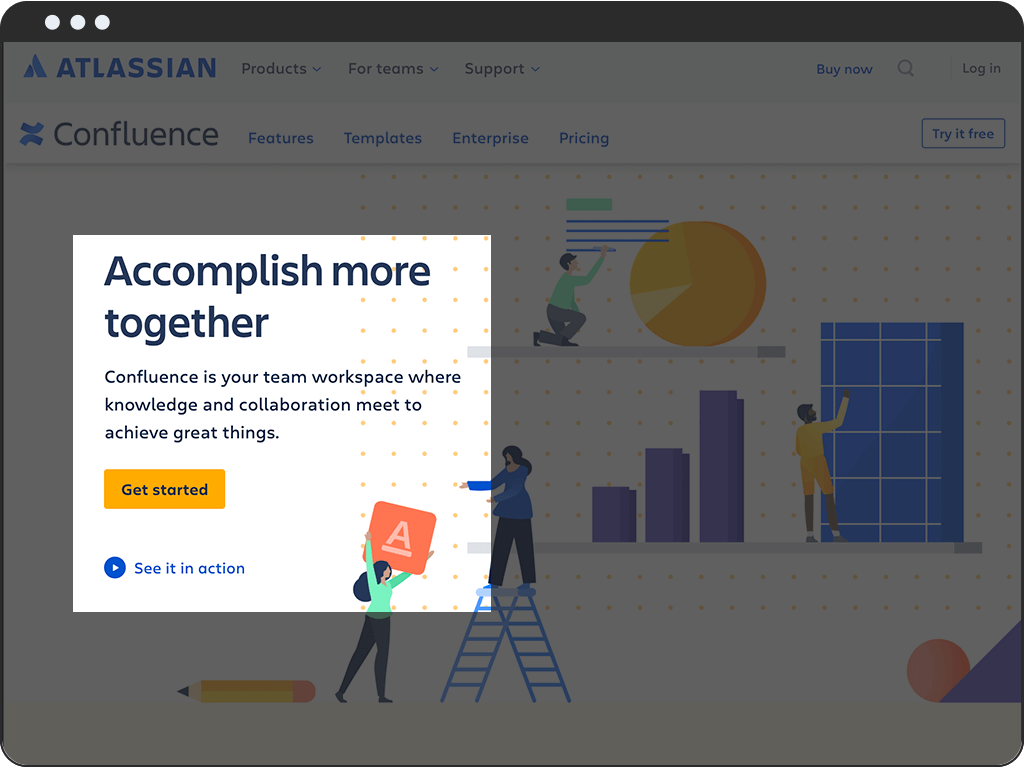 ATLASSIAN Products For teams Support Buy now Log in
Confluence Features Templates Enterprise Pricing Try it free
Accomplish more
together
Confluence is your team workspace where
knowledge and collaboration meet to
achieve great things.
Get started
A
See it in action